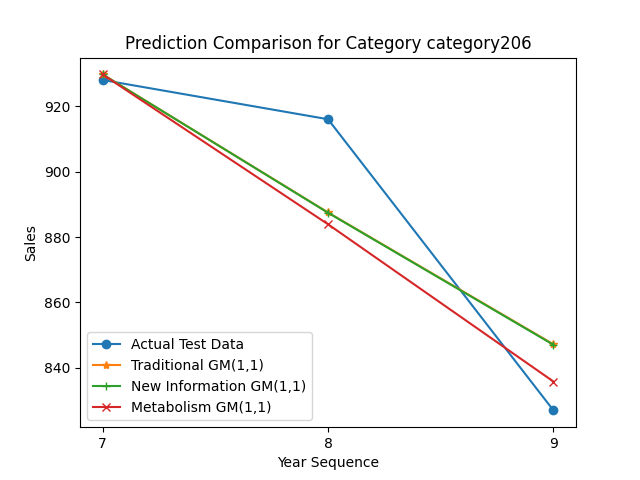 Prediction Comparison for Category category206
Sales
920
900
880
860
840
Actual Test Data
Traditional GM(1,1)
New Information GM(1,1)
Metabolism GM(1,1)
7
8
9
Year Sequence